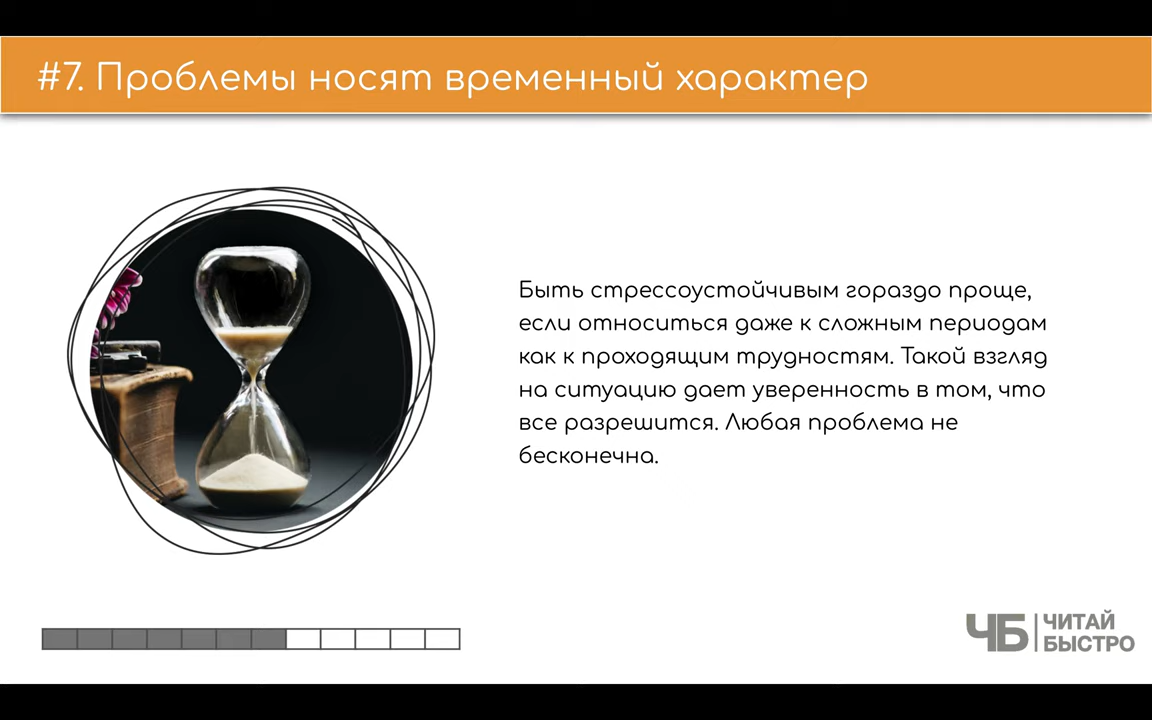 #7. Проблемы носят временный характер
Быть стрессоустойчивым гораздо проще,
если относиться даже к сложным периодам
как к проходящим трудностям. Такой взгляд
на ситуацию дает уверенность в том, что
все разрешится. Любая проблема не
бесконечна.
ЧБ
ЧИТАЙ
БЫСТРО